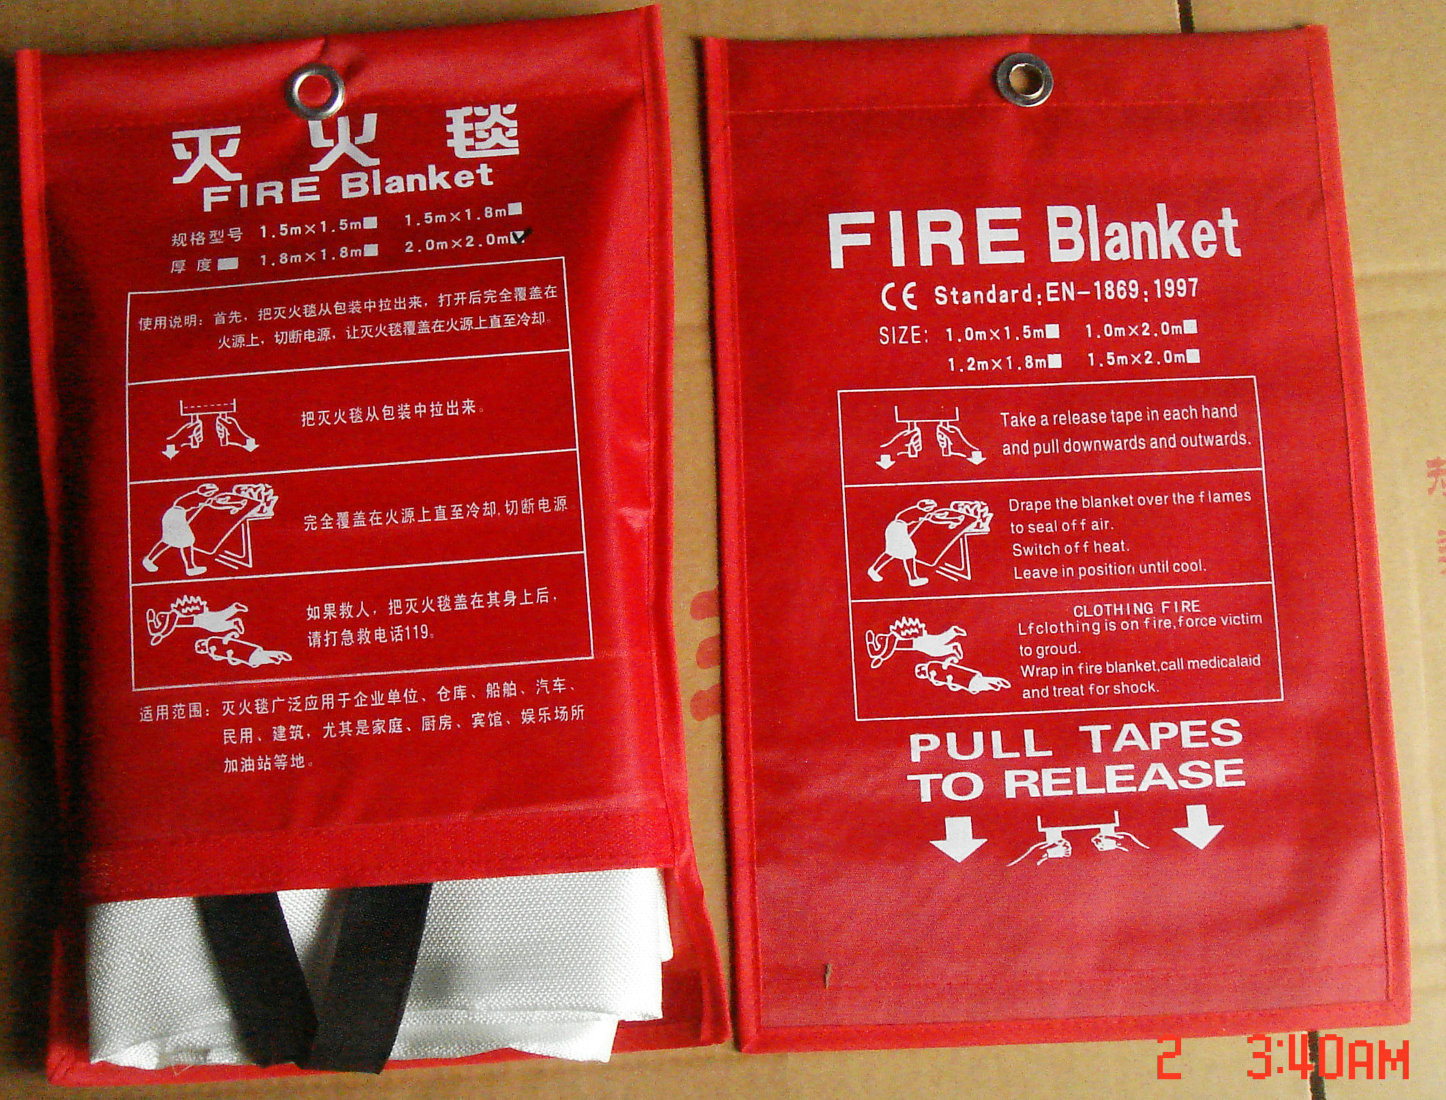 灭火毯
FIRE Blanket
规格型号 1.5m×1.5m 1.5m×1.8m
厚度 1.8m×1.8m 2.0m×2.0m
使用说明：首先，把灭火毯从包装中拉出来，打开后完全覆盖在
火源上，切断电源，让灭火毯覆盖在火源上直至冷却.
把灭火毯从包装中拉出来。
完全覆盖在火源上直至冷却,切断电源
如果救人，把灭火毯盖在其身上后，
请打急救电话119。
适用范围：灭火毯广泛应用于企业单位、仓库、船舶、汽车、
民用、建筑，尤其是家庭、厨房、宾馆、娱乐场所
加油站等地。
FIRE Blanket
CE Standard:EN-1869:1997
SIZE: 1.0m×1.5m 1.0m×2.0m
1.2m×1.8m 1.5m×2.0m
Take a release tape in each hand
and pull downwards and outwards.
Drape the blanket over the flames
to seal off air.
Switch off heat.
Leave in position until cool.
CLOTHING FIRE
Lfclothing is on fire,force victim
to groud.
Wrap in fire blanket,call medicalaid
and treat for shock.
PULL TAPES
TO RELEASE
2 3:40AM